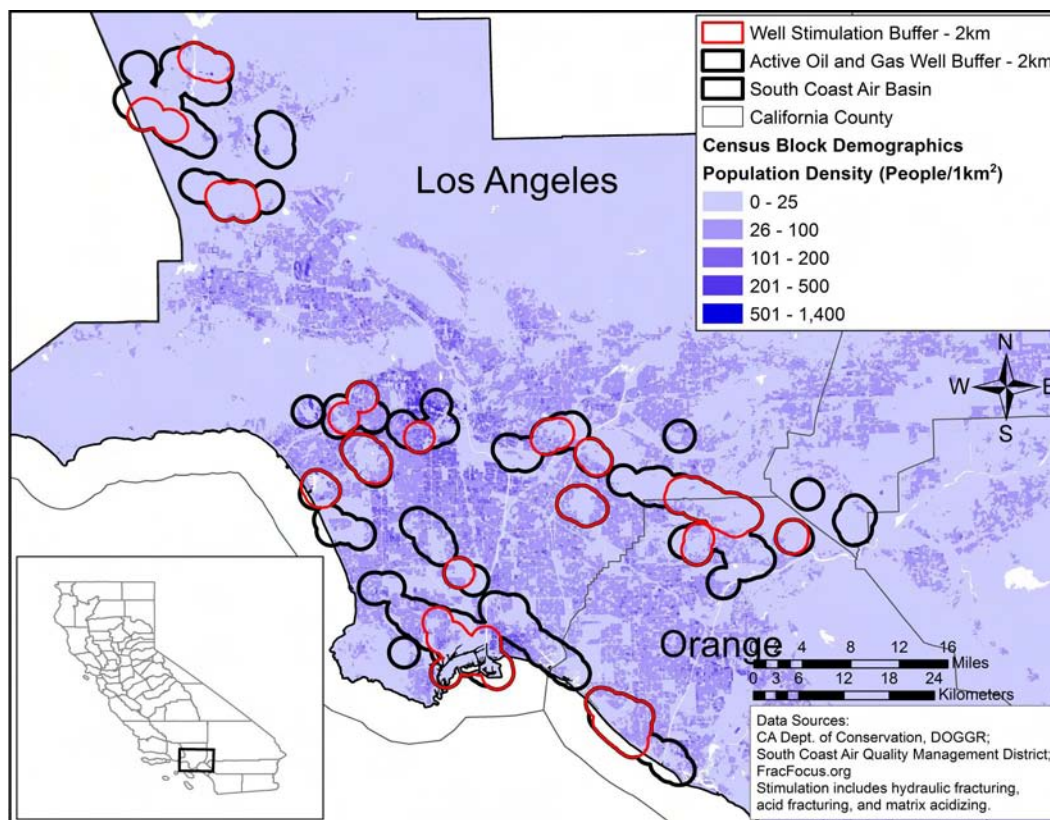 Well Stimulation Buffer - 2km
Active Oil and Gas Well Buffer - 2km
South Coast Air Basin
California County
Census Block Demographics
Population Density (People/1km²)
0 - 25
26 - 100
101 - 200
201 - 500
501 - 1,400
Los Angeles
N
W E
S
Orange
0 2 4 8 12 16
Miles
0 3 6 12 18 24
Kilometers
Data Sources:
CA Dept. of Conservation, DOGGR;
South Coast Air Quality Management District;
FracFocus.org
Stimulation includes hydraulic fracturing,
acid fracturing, and matrix acidizing.